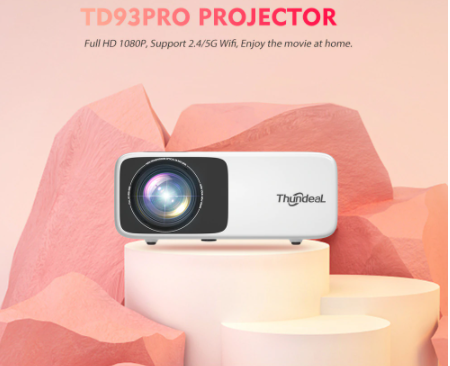 TD93PRO PROJECTOR
Full HD 1080P, Support 2.4/5G Wifi, Enjoy the movie at home.
ThundeaL